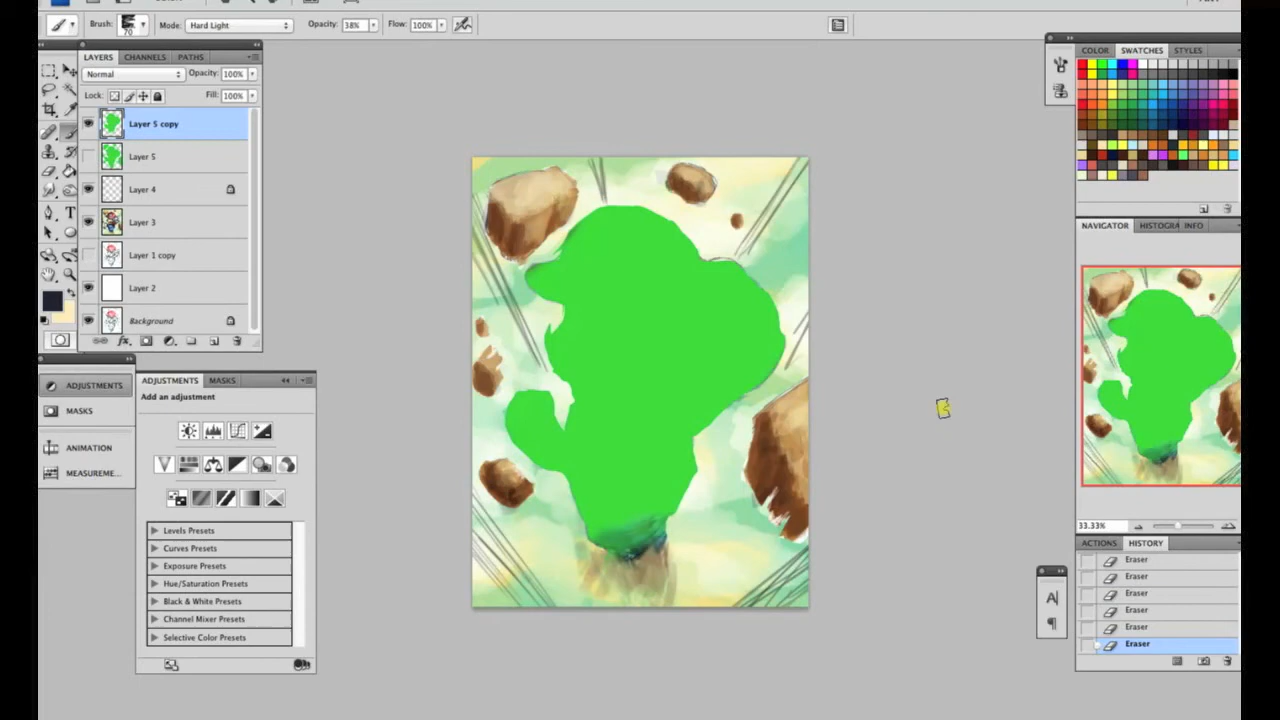 Brush: 70 Mode: Hard Light Opacity: 38% Flow: 100%
LAYERS CHANNELS PATHS
Normal Opacity: 100%
Lock: Fill: 100%
Layer 5 copy
Layer 5
Layer 4
Layer 3
Layer 1 copy
Layer 2
Background
ADJUSTMENTS
MASKS
ANIMATION
MEASUREME...
ADJUSTMENTS MASKS
Add an adjustment
Levels Presets
Curves Presets
Exposure Presets
Hue/Saturation Presets
Black & White Presets
Channel Mixer Presets
Selective Color Presets
COLOR SWATCHES STYLES
NAVIGATOR HISTOGRA INFO
33.33%
ACTIONS HISTORY
Eraser
Eraser
Eraser
Eraser
Eraser
Eraser